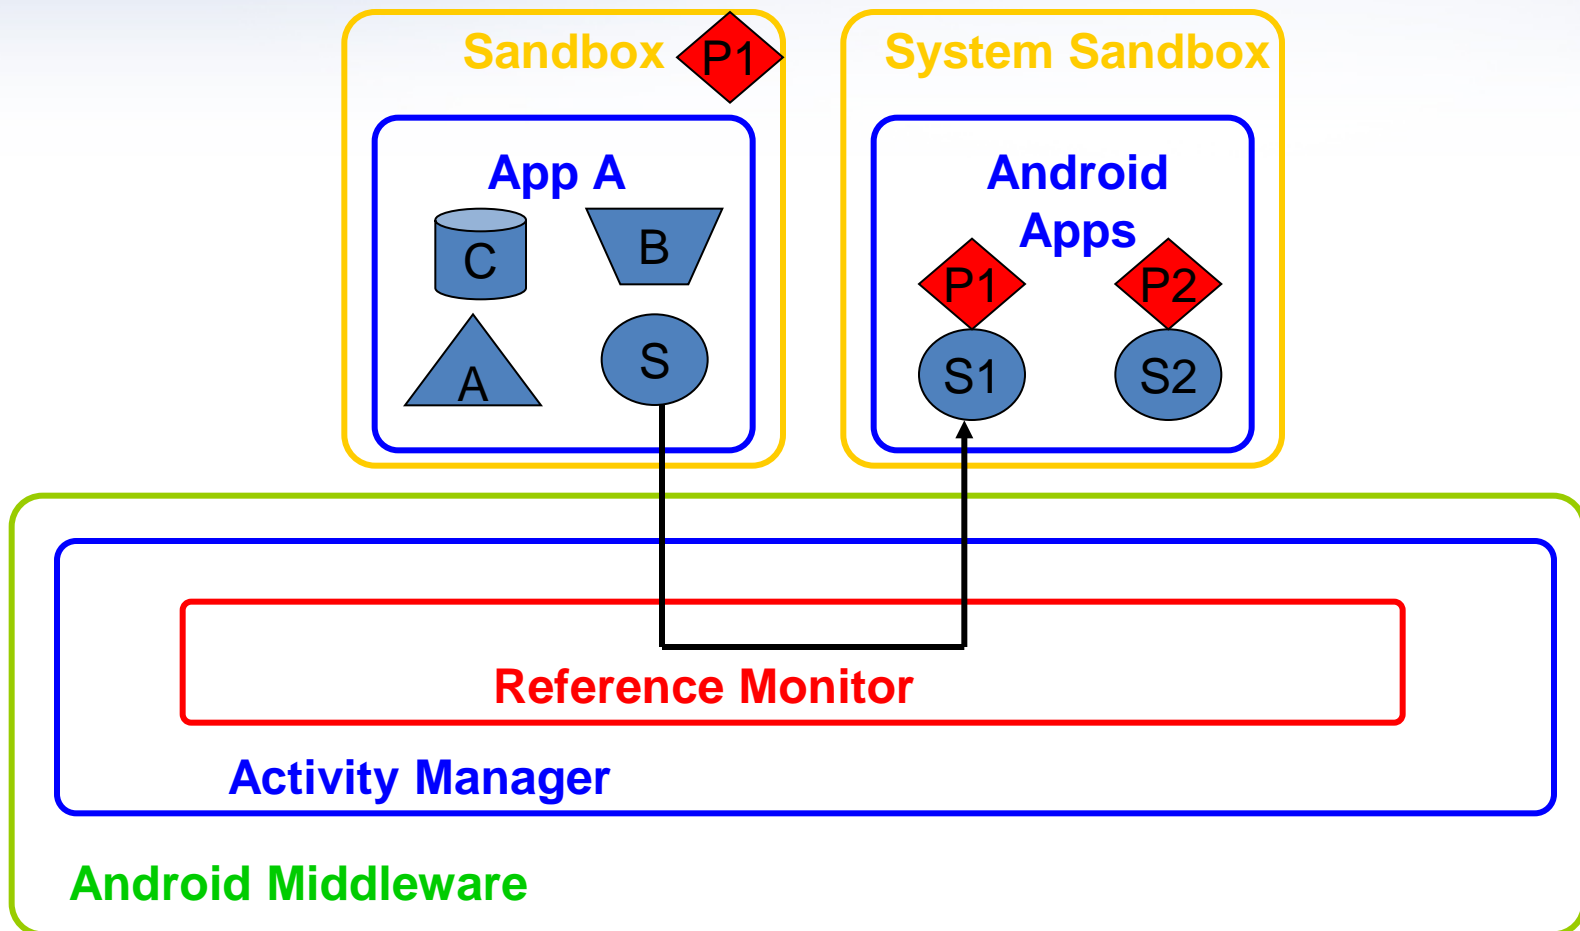 Sandbox
P1
System Sandbox
App A
C
B
A
S
Android
Apps
P1
P2
S1
S2
Reference Monitor
Activity Manager
Android Middleware